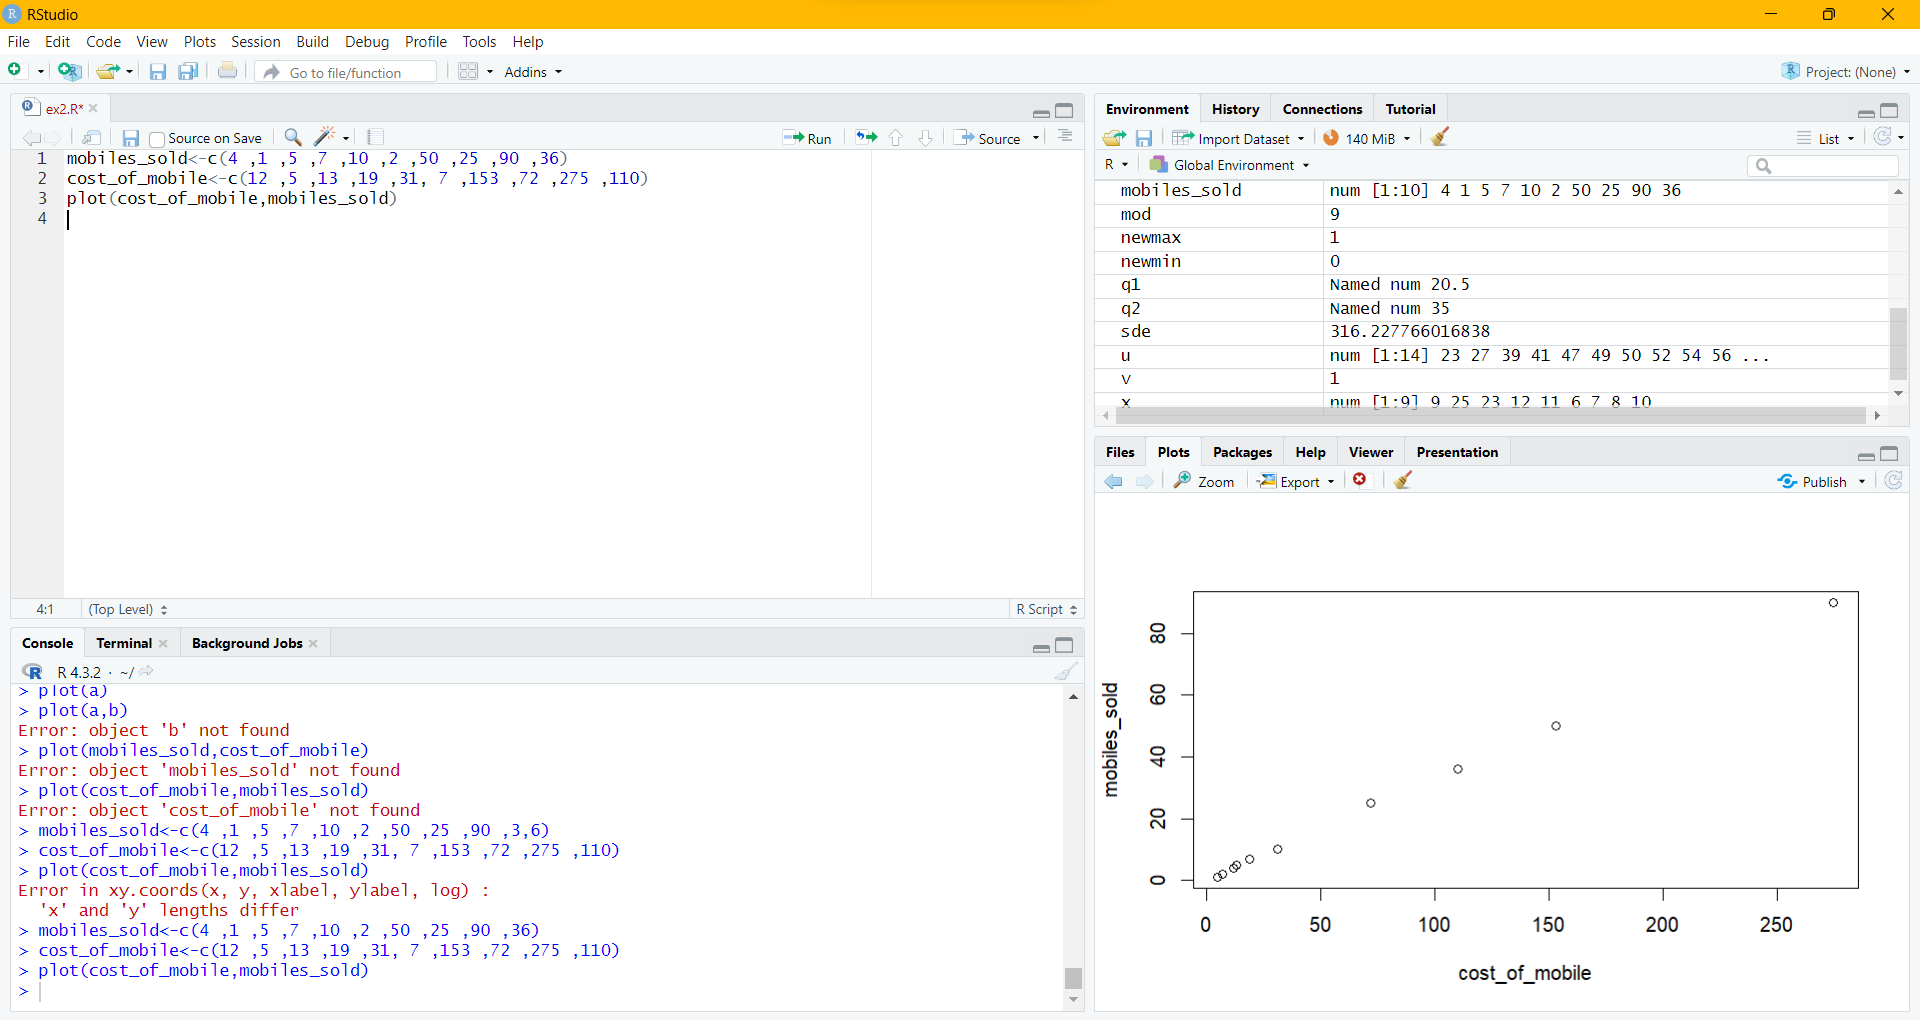 RStudio
File Edit Code View Plots Session Build Debug Profile Tools Help
Go to file/function Addins Project: (None)
ex2.R*
Source on Save Run Source
1 mobiles_sold<-c(4 ,1 ,5 ,7 ,10 ,2 ,50 ,25 ,90 ,36)
2 cost_of_mobile<-c(12 ,5 ,13 ,19 ,31, 7 ,153 ,72 ,275 ,110)
3 plot(cost_of_mobile,mobiles_sold)
4
4:1 (Top Level) R Script
Console Terminal Background Jobs
R 4.3.2 · ~/
> plot(a)
> plot(a,b)
Error: object 'b' not found
> plot(mobiles_sold,cost_of_mobile)
Error: object 'mobiles_sold' not found
> plot(cost_of_mobile,mobiles_sold)
Error: object 'cost_of_mobile' not found
> mobiles_sold<-c(4 ,1 ,5 ,7 ,10 ,2 ,50 ,25 ,90 ,3,6)
> cost_of_mobile<-c(12 ,5 ,13 ,19 ,31, 7 ,153 ,72 ,275 ,110)
> plot(cost_of_mobile,mobiles_sold)
Error in xy.coords(x, y, xlabel, ylabel, log) :
'x' and 'y' lengths differ
> mobiles_sold<-c(4 ,1 ,5 ,7 ,10 ,2 ,50 ,25 ,90 ,36)
> cost_of_mobile<-c(12 ,5 ,13 ,19 ,31, 7 ,153 ,72 ,275 ,110)
> plot(cost_of_mobile,mobiles_sold)
>
Environment History Connections Tutorial
Import Dataset 140 MiB List
R Global Environment
mobiles_sold num [1:10] 4 1 5 7 10 2 50 25 90 36
mod 9
newmax 1
newmin 0
q1 Named num 20.5
q2 Named num 35
sde 316.227766016838
u num [1:14] 23 27 39 41 47 49 50 52 54 56 ...
v 1
x num [1:9] 9 25 23 12 11 6 7 8 10
Files Plots Packages Help Viewer Presentation
Zoom Export Publish
mobiles_sold
80
60
40
20
0
0 50 100 150 200 250
cost_of_mobile